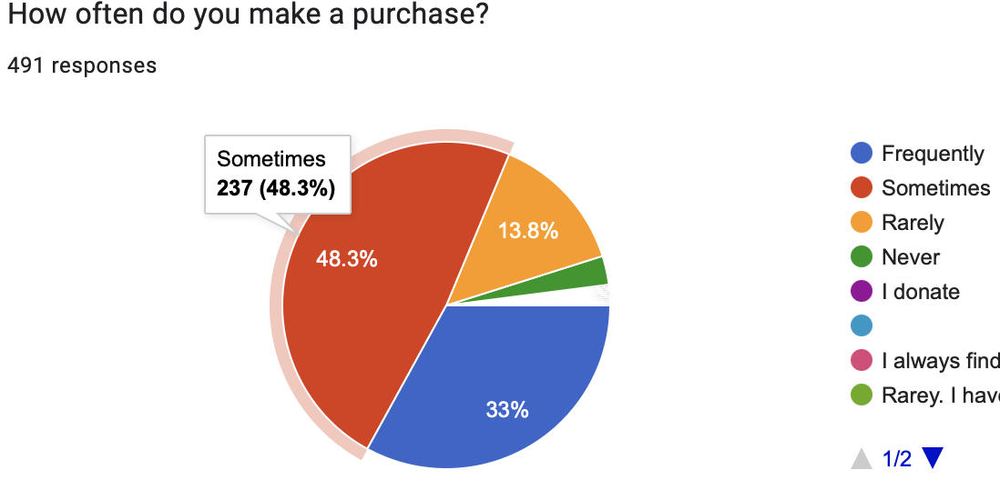 How often do you make a purchase?
491 responses
Sometimes
237 (48.3%)
48.3%
13.8%
33%
Frequently
Sometimes
Rarely
Never
I donate
I always find
Rarey. I have
1/2